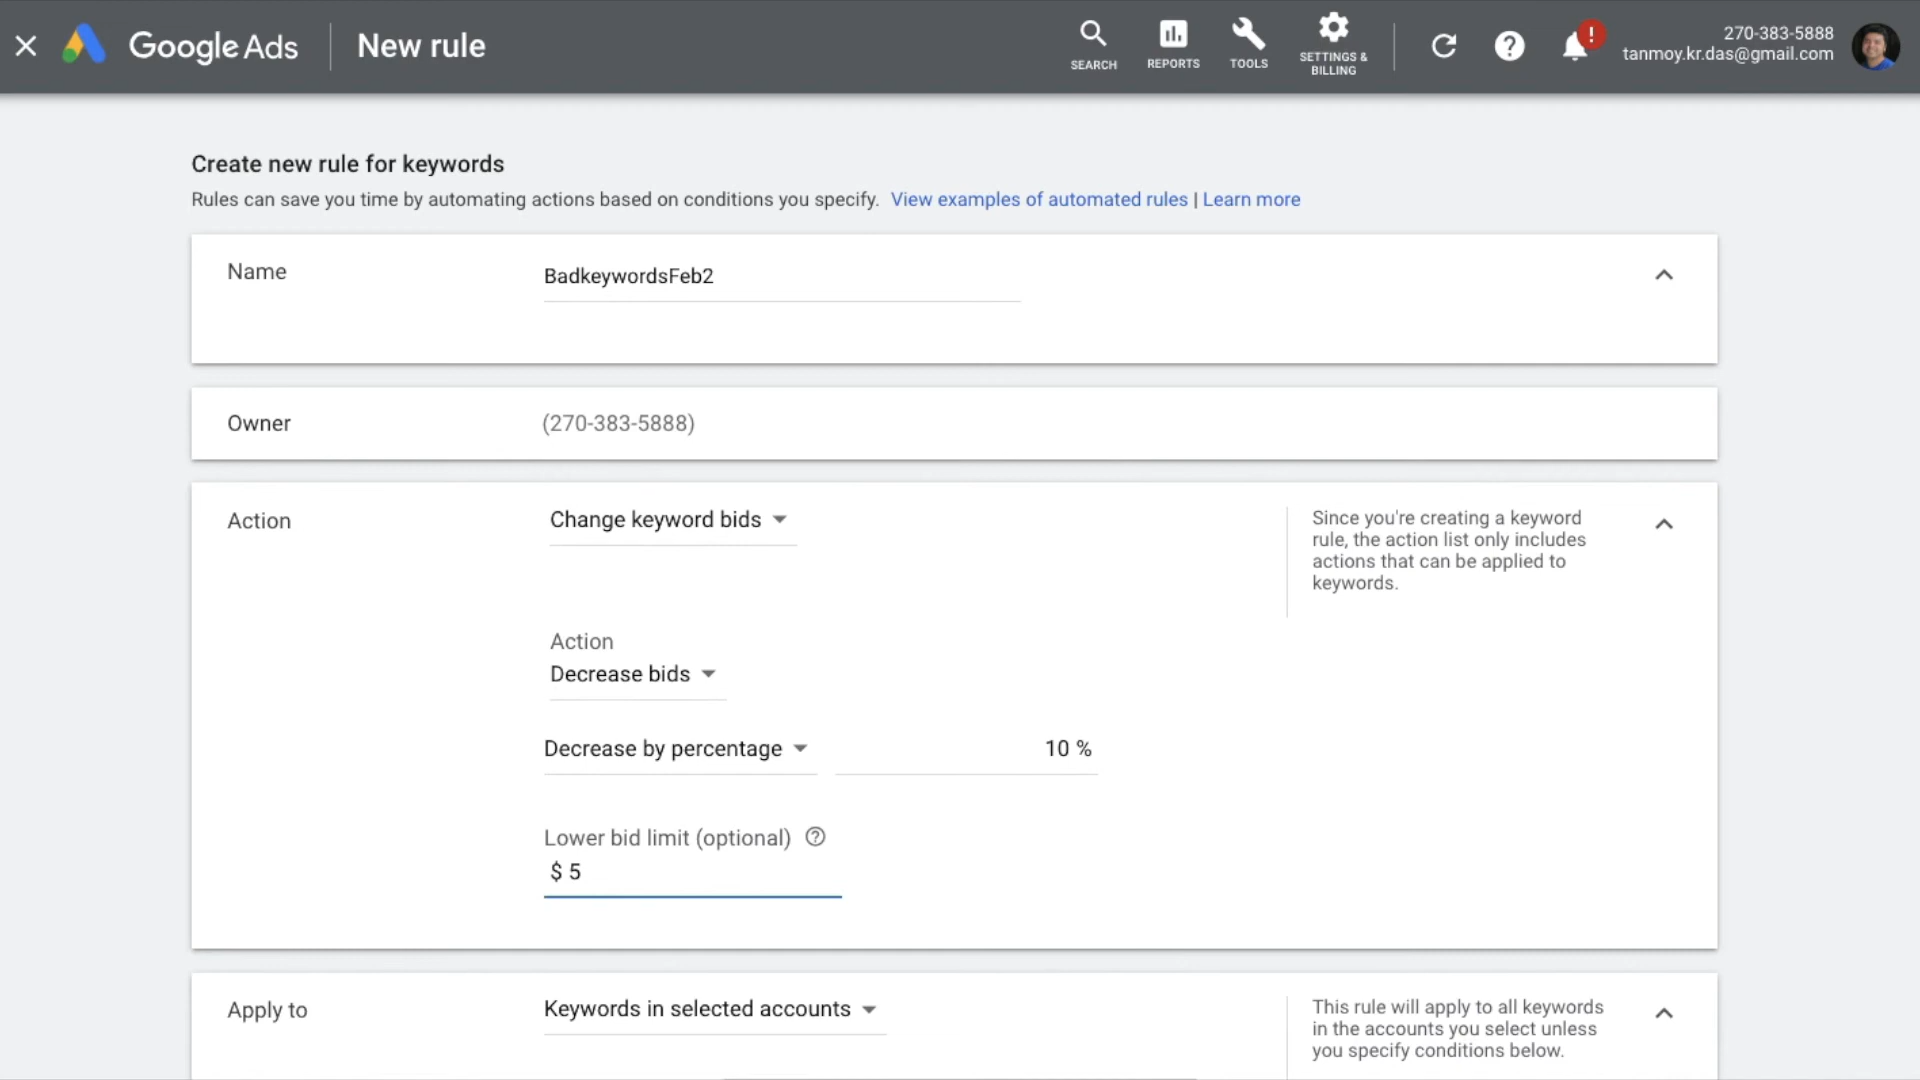 Google Ads
New rule
SEARCH
REPORTS
TOOLS
SETTINGS &
BILLING
!
270-383-5888
tanmoy.kr.das@gmail.com
Create new rule for keywords
Rules can save you time by automating actions based on conditions you specify. View examples of automated rules | Learn more
Name
BadkeywordsFeb2
Owner
(270-383-5888)
Action
Change keyword bids
Since you're creating a keyword
rule, the action list only includes
actions that can be applied to
keywords.
Action
Decrease bids
Decrease by percentage
10 %
Lower bid limit (optional)
$ 5
Apply to
Keywords in selected accounts
This rule will apply to all keywords
in the accounts you select unless
you specify conditions below.